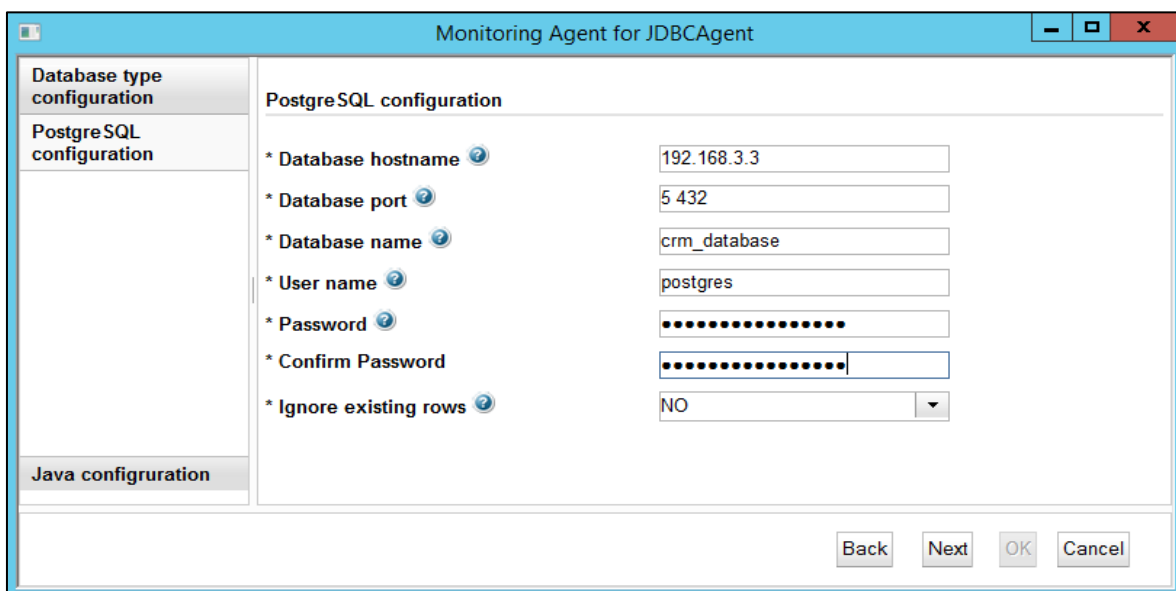 Monitoring Agent for JDBCAgent
Database type
configuration
PostgreSQL
configuration
Java configruration
PostgreSQL configuration
* Database hostname
192.168.3.3
* Database port
5 432
* Database name
crm_database
* User name
postgres
* Password
••••••••••••••••
* Confirm Password
••••••••••••••••
* Ignore existing rows
NO
Back
Next
OK
Cancel